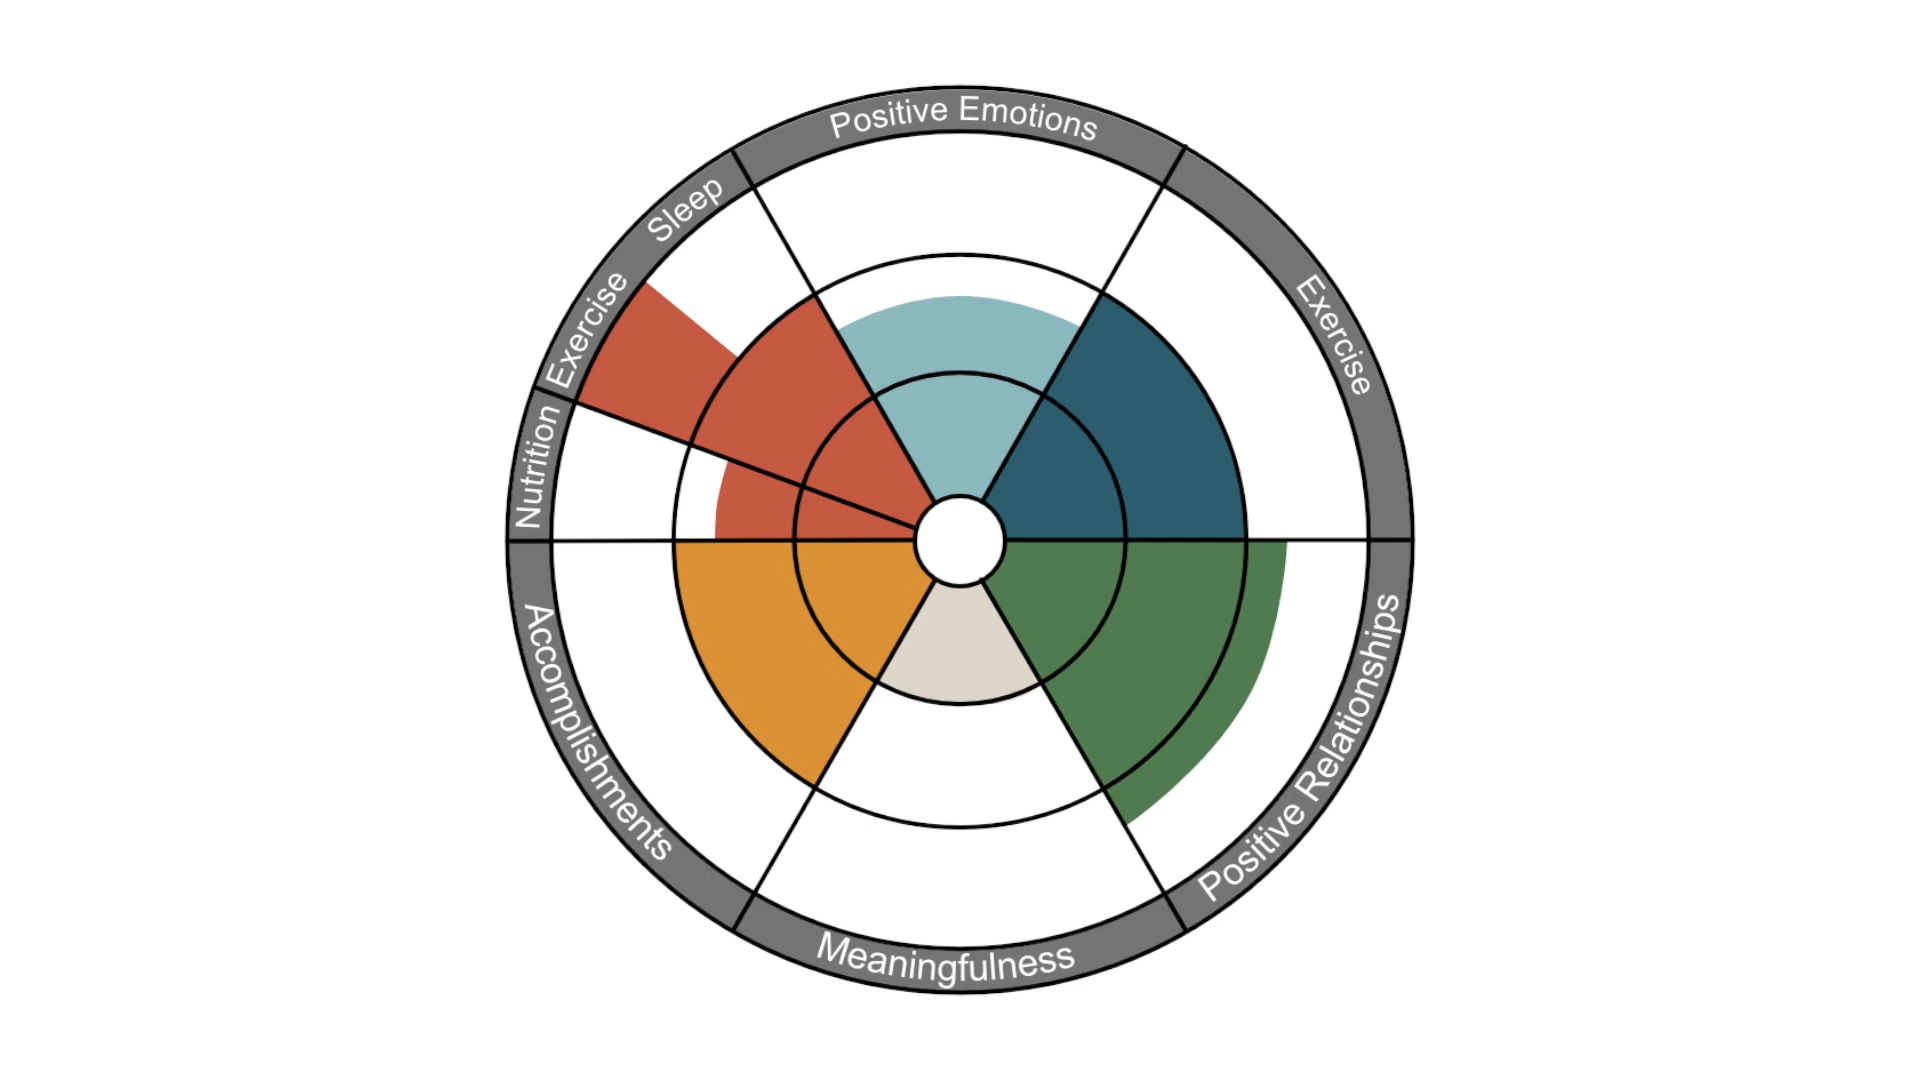 Positive Emotions
Exercise
Positive Relationships
Meaningfulness
Accomplishments
Nutrition
Exercise
Sleep